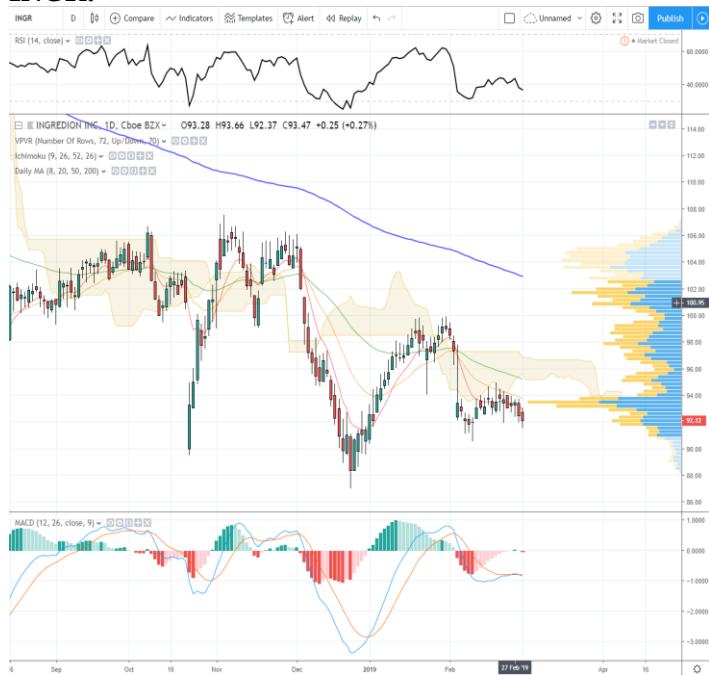 INGR D Compare Indicators Templates Alert Replay Unnamed Publish
RSI (14, close)
Market Closed
60.0000
40.0000
INGREDION INC, 1D, Cboe BZX O93.28 H93.66 L92.37 C93.47 +0.25 (+0.27%)
VPVR (Number Of Rows, 72, Up/Down, 70)
Ichimoku (9, 26, 52, 26)
Daily MA (8, 20, 50, 200)
114.00
112.00
110.00
108.00
106.00
104.00
102.00
100.95
100.00
98.00
96.00
94.00
92.12
90.00
88.00
86.00
MACD (12, 26, close, 9)
1.0000
0.0000
-1.0000
-2.0000
-3.0000
6 Sep Oct 16 Nov Dec 2019 Feb 27 Feb '19 Apr 16